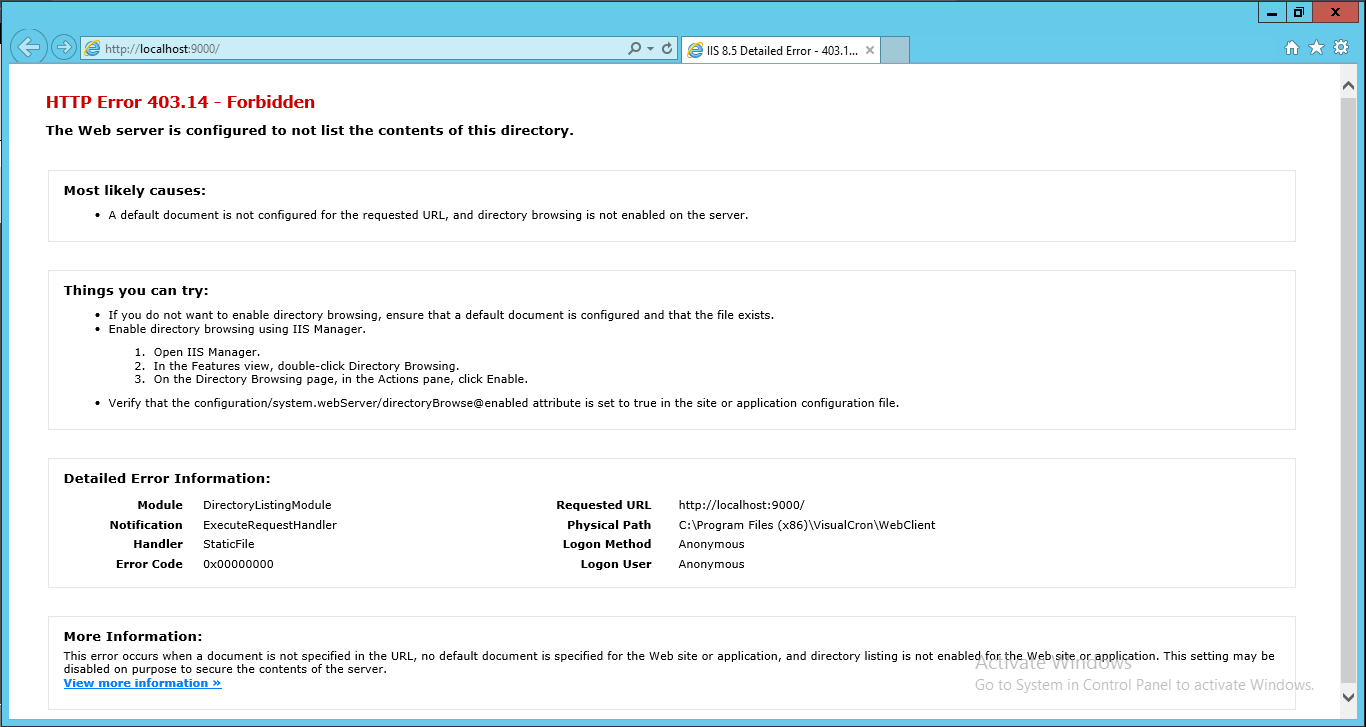 http://localhost:9000/
IIS 8.5 Detailed Error - 403.1...
HTTP Error 403.14 - Forbidden
The Web server is configured to not list the contents of this directory.
Most likely causes:
• A default document is not configured for the requested URL, and directory browsing is not enabled on the server.
Things you can try:
• If you do not want to enable directory browsing, ensure that a default document is configured and that the file exists.
• Enable directory browsing using IIS Manager.
1. Open IIS Manager.
2. In the Features view, double-click Directory Browsing.
3. On the Directory Browsing page, in the Actions pane, click Enable.
• Verify that the configuration/system.webServer/directoryBrowse@enabled attribute is set to true in the site or application configuration file.
Detailed Error Information:
Module DirectoryListingModule
Notification ExecuteRequestHandler
Handler StaticFile
Error Code 0x00000000
Requested URL http://localhost:9000/
Physical Path C:\Program Files (x86)\VisualCron\WebClient
Logon Method Anonymous
Logon User Anonymous
More Information:
This error occurs when a document is not specified in the URL, no default document is specified for the Web site or application, and directory listing is not enabled for the Web site or application. This setting may be
disabled on purpose to secure the contents of the server.
View more information »
Activate Windows
Go to System in Control Panel to activate Windows.